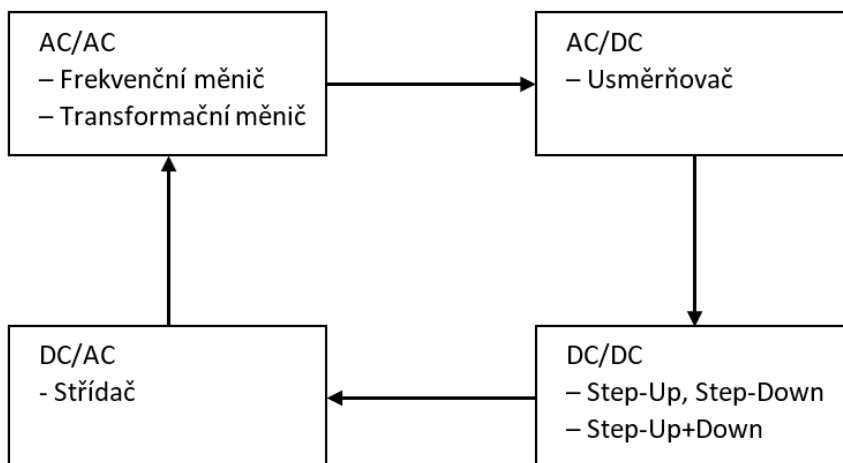 AC/AC
– Frekvenční měnič
– Transformační měnič
AC/DC
– Usměrňovač
DC/AC
- Střídač
DC/DC
– Step-Up, Step-Down
– Step-Up+Down